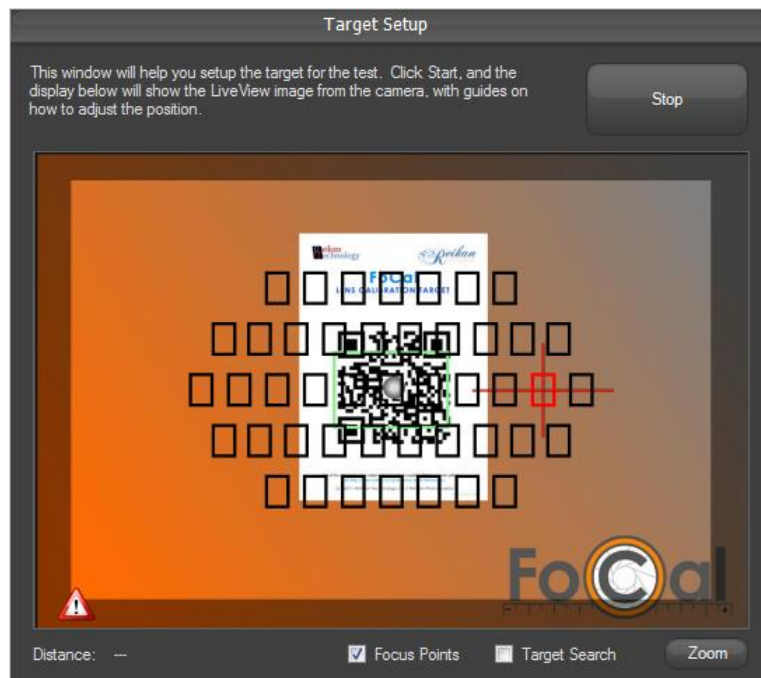 Target Setup
This window will help you setup the target for the test. Click Start, and the
display below will show the LiveView image from the camera, with guides on
how to adjust the position.
Stop
Reikan
Technology
Reikan
FoCal
LENS CALIBRATION TARGET
FoCal
Distance: ---
Focus Points
Target Search
Zoom